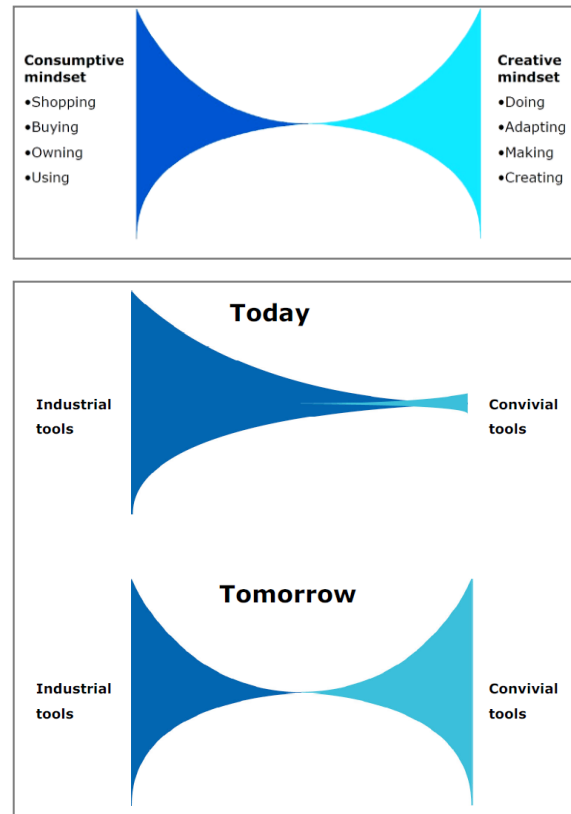 Consumptive
mindset
•Shopping
•Buying
•Owning
•Using
Creative
mindset
•Doing
•Adapting
•Making
•Creating
Today
Industrial
tools
Convivial
tools
Tomorrow
Industrial
tools
Convivial
tools